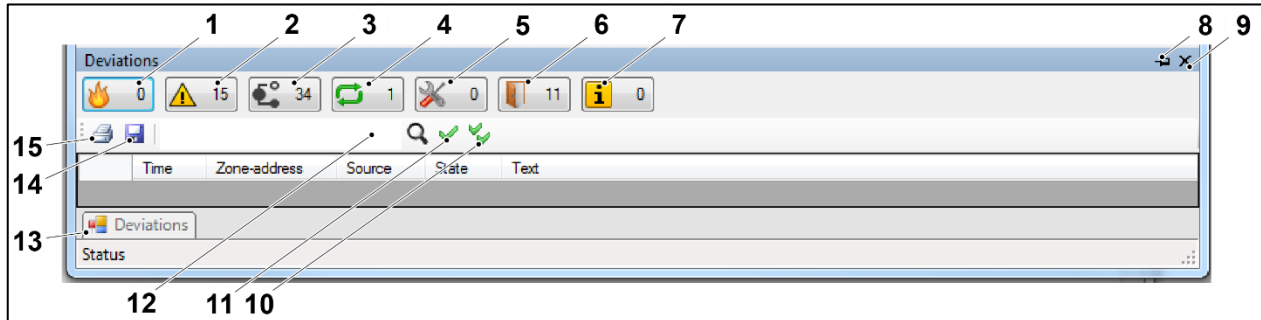 1 2 3 4 5 6 7 8 9
Deviations
0 15 34 1 0 11 0
15
Time Zone-address Source State Text
14
13 Deviations
Status
12 11 10